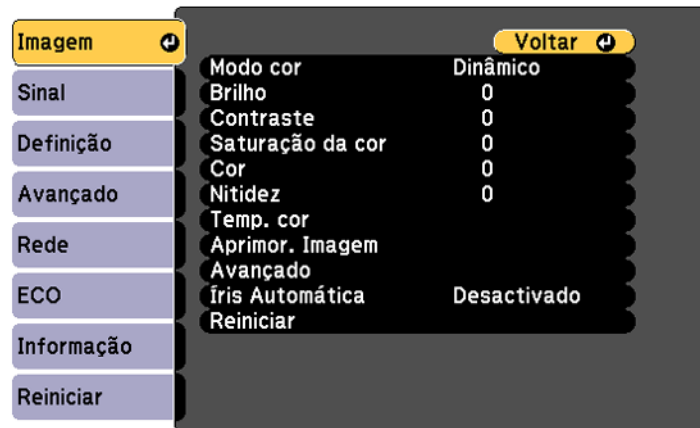 Imagem
Sinal
Definição
Avançado
Rede
ECO
Informação
Reiniciar
Voltar
Modo cor Dinâmico
Brilho 0
Contraste 0
Saturação da cor 0
Cor 0
Nitidez 0
Temp. cor
Aprimor. Imagem
Avançado
Íris Automática Desactivado
Reiniciar